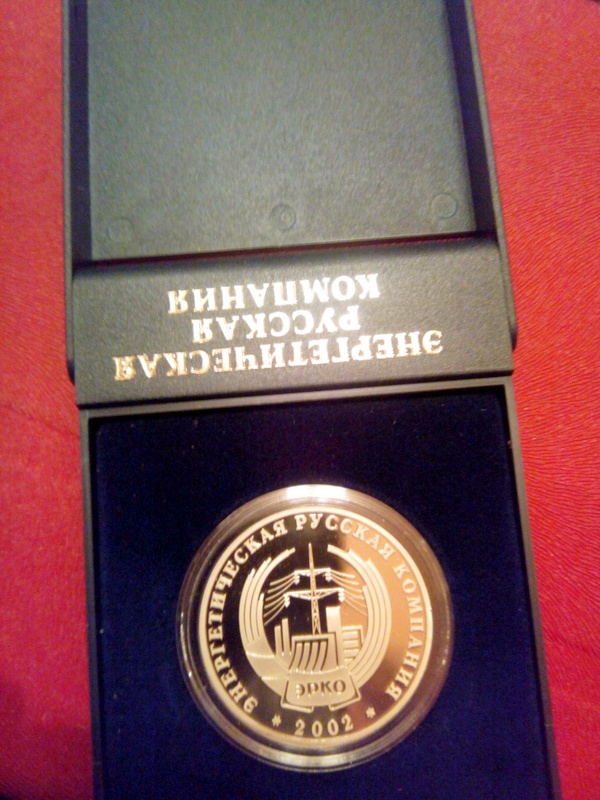 ЭНЕРГЕТИЧЕСКАЯ
РУССКАЯ
КОМПАНИЯ
ЭНЕРГЕТИЧЕСКАЯ РУССКАЯ КОМПАНИЯ
ЭРКО
* 2002 *